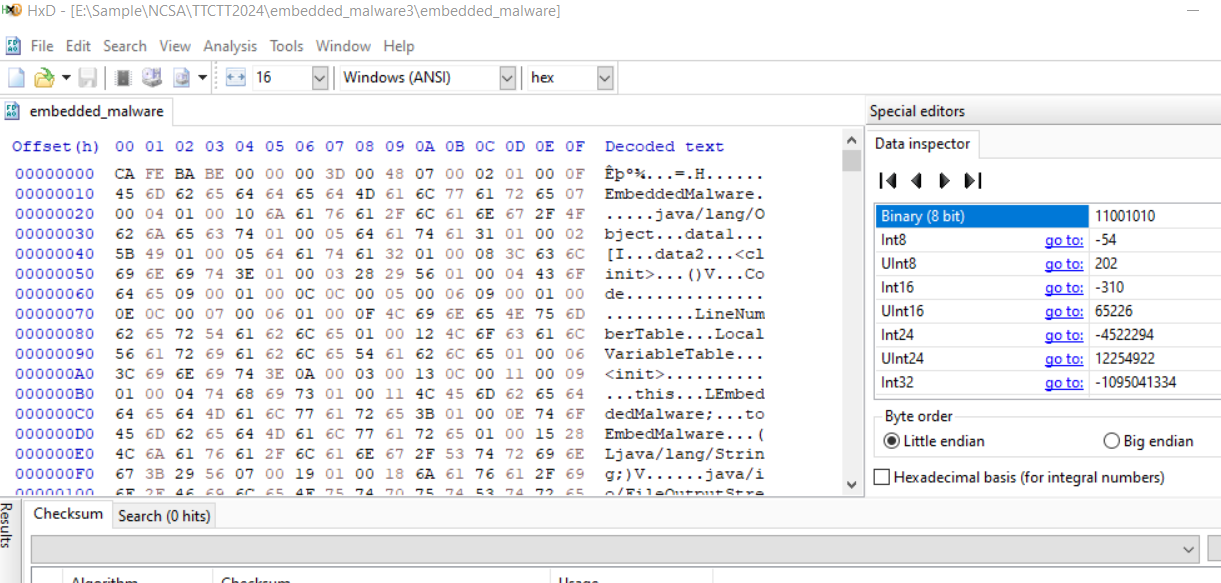 HxD - [E:\Sample\NCSA\TTCTT2024\embedded_malware3\embedded_malware]
File Edit Search View Analysis Tools Window Help
16 Windows (ANSI) hex
embedded_malware
Offset(h) 00 01 02 03 04 05 06 07 08 09 0A 0B 0C 0D 0E 0F Decoded text
00000000 CA FE BA BE 00 00 00 3D 00 48 07 00 02 01 00 0F Êþº¾...=.H......
00000010 45 6D 62 65 64 64 65 64 4D 61 6C 77 61 72 65 07 EmbeddedMalware.
00000020 00 04 01 00 10 6A 61 76 61 2F 6C 61 6E 67 2F 4F .....java/lang/O
00000030 62 6A 65 63 74 01 00 05 64 61 74 61 31 01 00 02 bject...data1...
00000040 5B 49 01 00 05 64 61 74 61 32 01 00 08 3C 63 6C [I...data2...<cl
00000050 69 6E 69 74 3E 01 00 03 28 29 56 01 00 04 43 6F init>...()V...Co
00000060 64 65 09 00 01 00 0C 0C 00 05 00 06 09 00 01 00 de..............
00000070 0E 0C 00 07 00 06 01 00 0F 4C 69 6E 65 4E 75 6D .........LineNum
00000080 62 65 72 54 61 62 6C 65 01 00 12 4C 6F 63 61 6C berTable...Local
00000090 56 61 72 69 61 62 6C 65 54 61 62 6C 65 01 00 06 VariableTable...
000000A0 3C 69 6E 69 74 3E 0A 00 03 00 13 0C 00 11 00 09 <init>..........
000000B0 01 00 04 74 68 69 73 01 00 11 4C 45 6D 62 65 64 ...this...LEmbed
000000C0 64 65 64 4D 61 6C 77 61 72 65 3B 01 00 0E 74 6F dedMalware;...to
000000D0 45 6D 62 65 64 4D 61 6C 77 61 72 65 01 00 15 28 EmbedMalware...(
000000E0 4C 6A 61 76 61 2F 6C 61 6E 67 2F 53 74 72 69 6E Ljava/lang/Strin
000000F0 67 3B 29 56 07 00 19 01 00 18 6A 61 76 61 2F 69 g;)V......java/i
00000100 6F 2F 46 69 6C 65 4F 75 74 70 75 74 53 74 72 65 o/FileOutputStre
Special editors
Data inspector
Binary (8 bit) 11001010
Int8 go to: -54
UInt8 go to: 202
Int16 go to: -310
UInt16 go to: 65226
Int24 go to: -4522294
UInt24 go to: 12254922
Int32 go to: -1095041334
Byte order
Little endian Big endian
Hexadecimal basis (for integral numbers)
Results
Checksum Search (0 hits)
Algorithm Checksum Usage